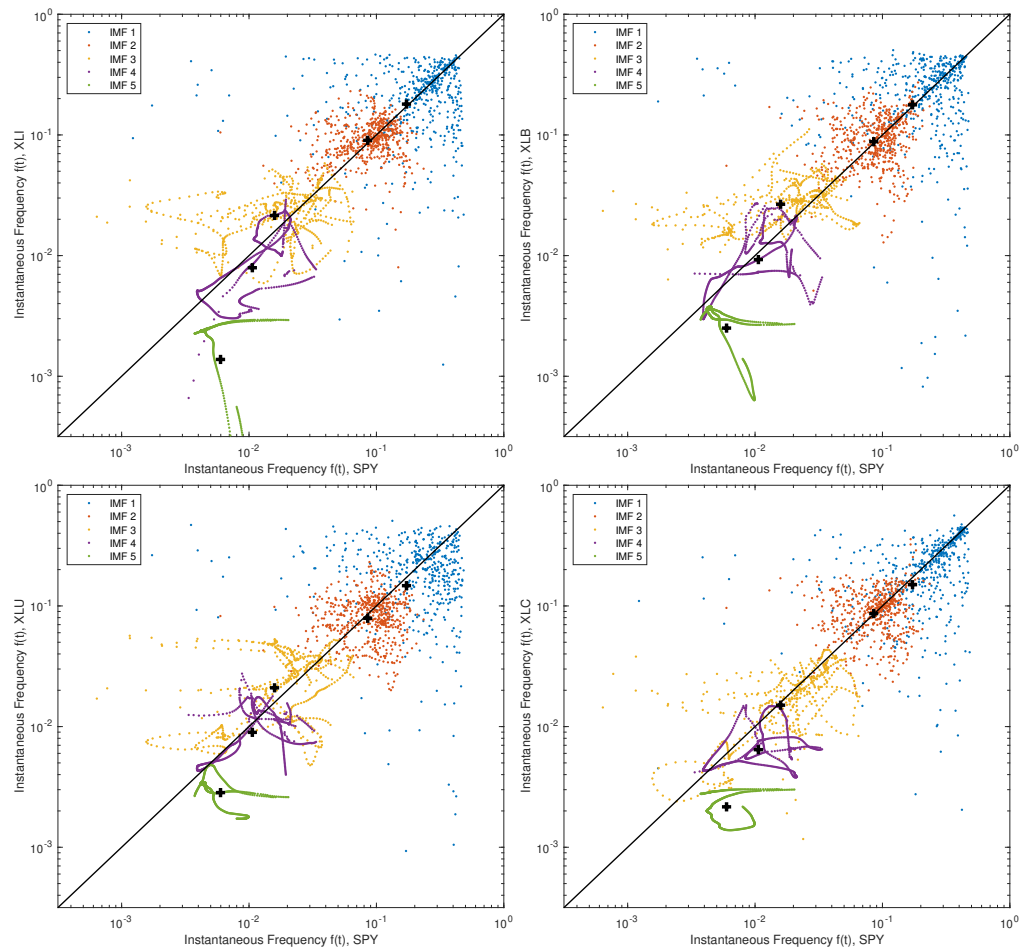 10^0
IMF 1
IMF 2
IMF 3
IMF 4
IMF 5
10^-1
10^-2
10^-3
Instantaneous Frequency f(t), XLI
10^-3 10^-2 10^-1 10^0
Instantaneous Frequency f(t), SPY
10^0
IMF 1
IMF 2
IMF 3
IMF 4
IMF 5
10^-1
10^-2
10^-3
Instantaneous Frequency f(t), XLB
10^-3 10^-2 10^-1 10^0
Instantaneous Frequency f(t), SPY
10^0
IMF 1
IMF 2
IMF 3
IMF 4
IMF 5
10^-1
10^-2
10^-3
Instantaneous Frequency f(t), XLU
10^-3 10^-2 10^-1 10^0
Instantaneous Frequency f(t), SPY
10^0
IMF 1
IMF 2
IMF 3
IMF 4
IMF 5
10^-1
10^-2
10^-3
Instantaneous Frequency f(t), XLC
10^-3 10^-2 10^-1 10^0
Instantaneous Frequency f(t), SPY